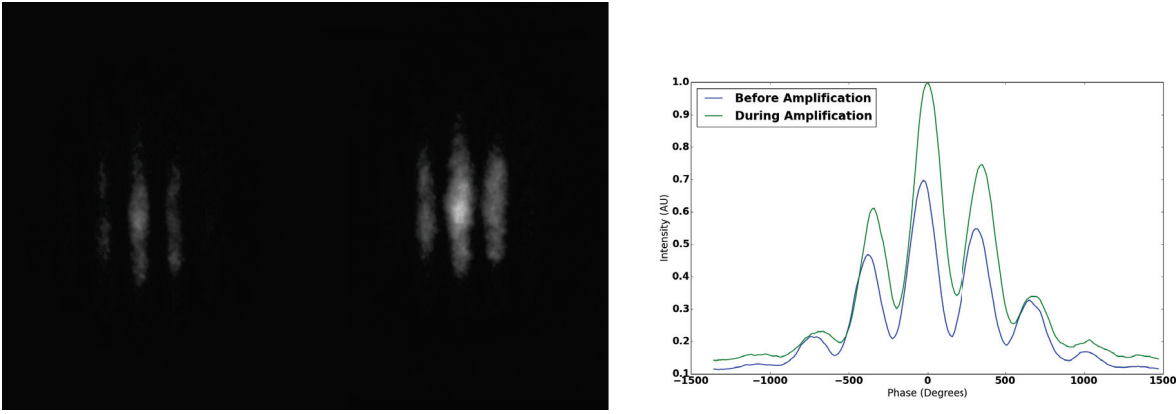 1.0
0.9
0.8
0.7
0.6
0.5
0.4
0.3
0.2
0.1
Intensity (AU)
Before Amplification
During Amplification
−1500 −1000 −500 0 500 1000 1500
Phase (Degrees)